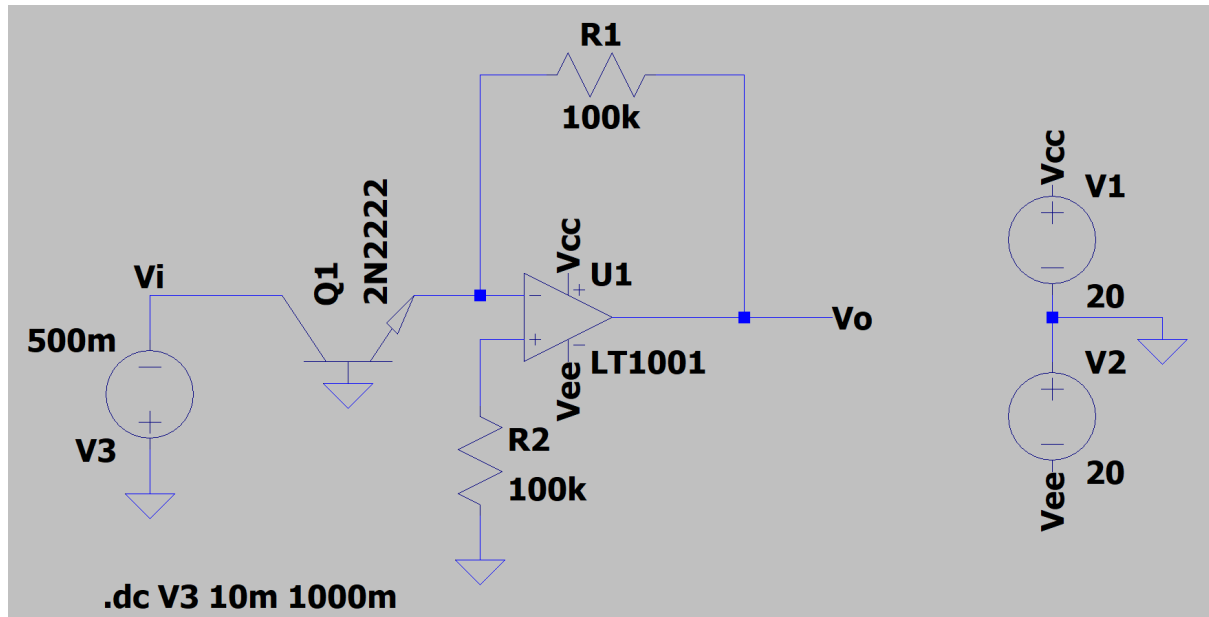 R1
100k
Vcc
V1
20
Vi
Q1
2N2222
Vcc
U1
500m
Vo
LT1001
Vee
V2
20
Vee
V3
R2
100k
.dc V3 10m 1000m